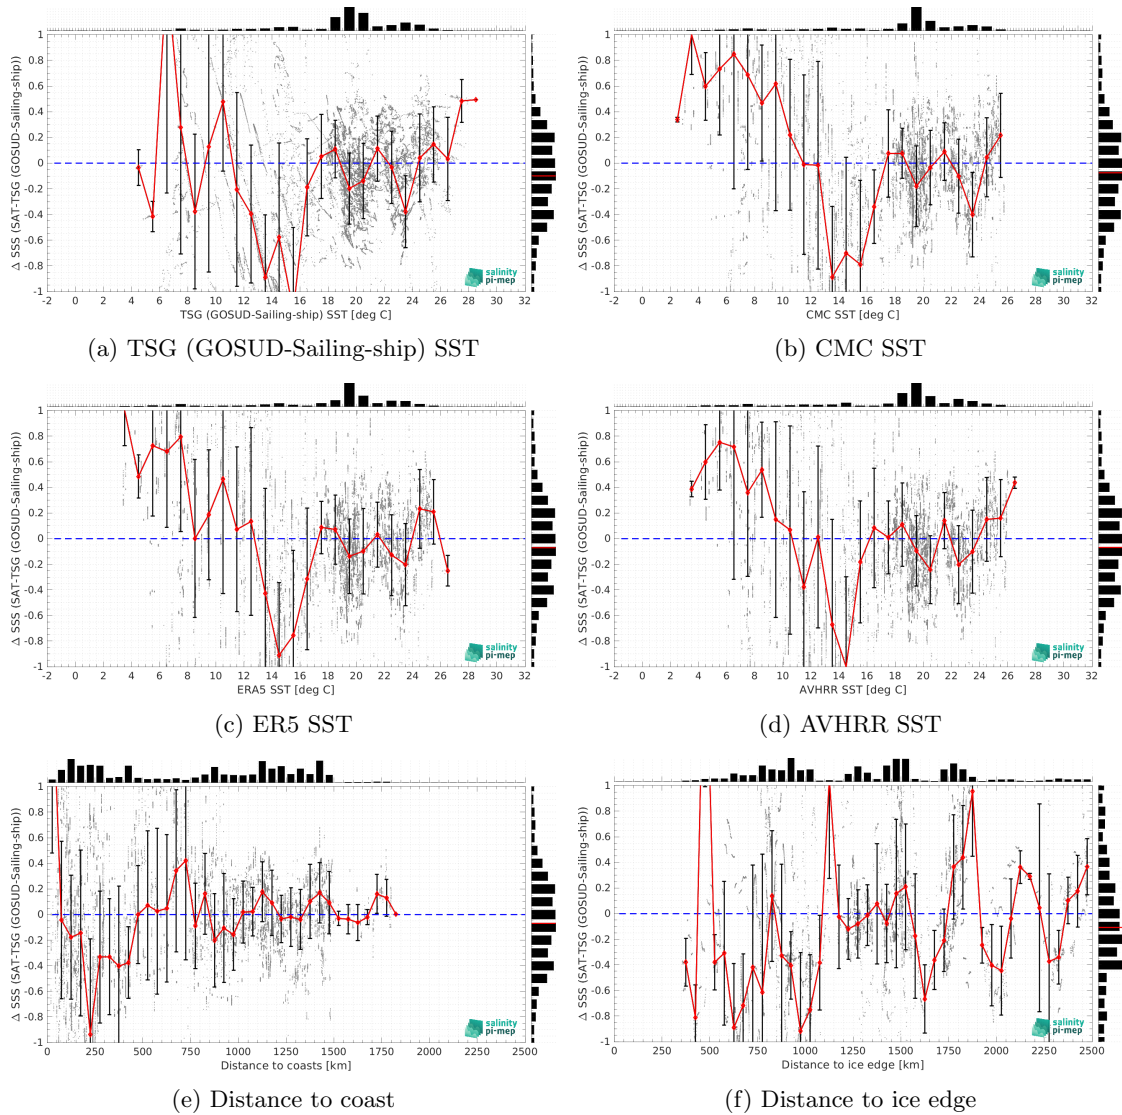 1
0.8
0.6
0.4
0.2
0
-0.2
-0.4
-0.6
-0.8
-1
Δ SSS (SAT-TSG (GOSUD-Sailing-ship))
-2 0 2 4 6 8 10 12 14 16 18 20 22 24 26 28 30 32
TSG (GOSUD-Sailing-ship) SST [deg C]
salinity
pi-mep
(a) TSG (GOSUD-Sailing-ship) SST
1
0.8
0.6
0.4
0.2
0
-0.2
-0.4
-0.6
-0.8
-1
Δ SSS (SAT-TSG (GOSUD-Sailing-ship))
-2 0 2 4 6 8 10 12 14 16 18 20 22 24 26 28 30 32
CMC SST [deg C]
salinity
pi-mep
(b) CMC SST
1
0.8
0.6
0.4
0.2
0
-0.2
-0.4
-0.6
-0.8
-1
Δ SSS (SAT-TSG (GOSUD-Sailing-ship))
-2 0 2 4 6 8 10 12 14 16 18 20 22 24 26 28 30 32
ERA5 SST [deg C]
salinity
pi-mep
(c) ER5 SST
1
0.8
0.6
0.4
0.2
0
-0.2
-0.4
-0.6
-0.8
-1
Δ SSS (SAT-TSG (GOSUD-Sailing-ship))
-2 0 2 4 6 8 10 12 14 16 18 20 22 24 26 28 30 32
AVHRR SST [deg C]
salinity
pi-mep
(d) AVHRR SST
1
0.8
0.6
0.4
0.2
0
-0.2
-0.4
-0.6
-0.8
-1
Δ SSS (SAT-TSG (GOSUD-Sailing-ship))
0 250 500 750 1000 1250 1500 1750 2000 2250 2500
Distance to coasts [km]
salinity
pi-mep
(e) Distance to coast
1
0.8
0.6
0.4
0.2
0
-0.2
-0.4
-0.6
-0.8
-1
Δ SSS (SAT-TSG (GOSUD-Sailing-ship))
0 250 500 750 1000 1250 1500 1750 2000 2250 2500
Distance to ice edge [km]
salinity
pi-mep
(f) Distance to ice edge